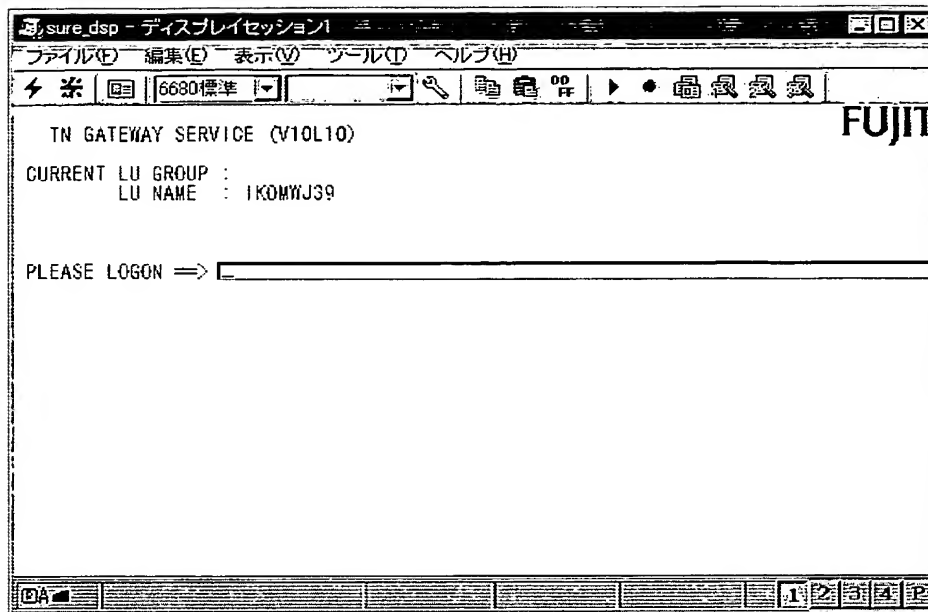 sure_dsp - ディスプレイセッション1
ファイル(F) 編集(E) 表示(V) ツール(T) ヘルプ(H)
6680標準
FUJIT
TN GATEWAY SERVICE (V10L10)
CURRENT LU GROUP :
LU NAME : IKOMWJ39
PLEASE LOGON ==> _
1 2 3 4 P